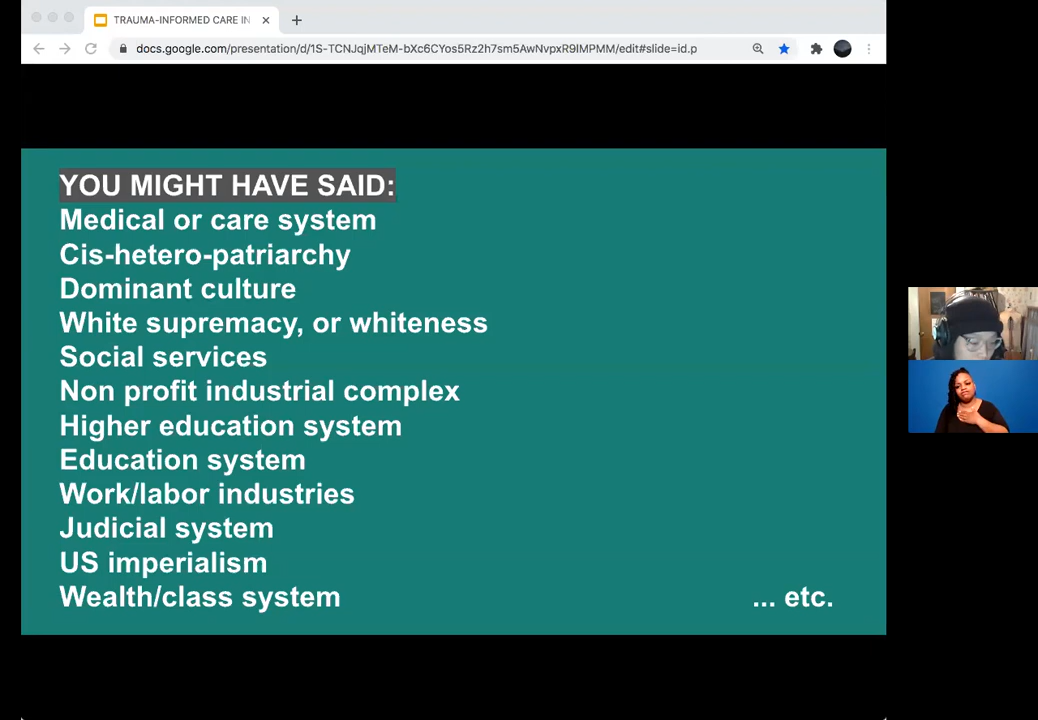 TRAUMA-INFORMED CARE IN
docs.google.com/presentation/d/1S-TCNJqjMTeM-bXc6CYos5Rz2h7sm5AwNvpxR9IMPMM/edit#slide=id.p
YOU MIGHT HAVE SAID:
Medical or care system
Cis-hetero-patriarchy
Dominant culture
White supremacy, or whiteness
Social services
Non profit industrial complex
Higher education system
Education system
Work/labor industries
Judicial system
US imperialism
Wealth/class system ... etc.